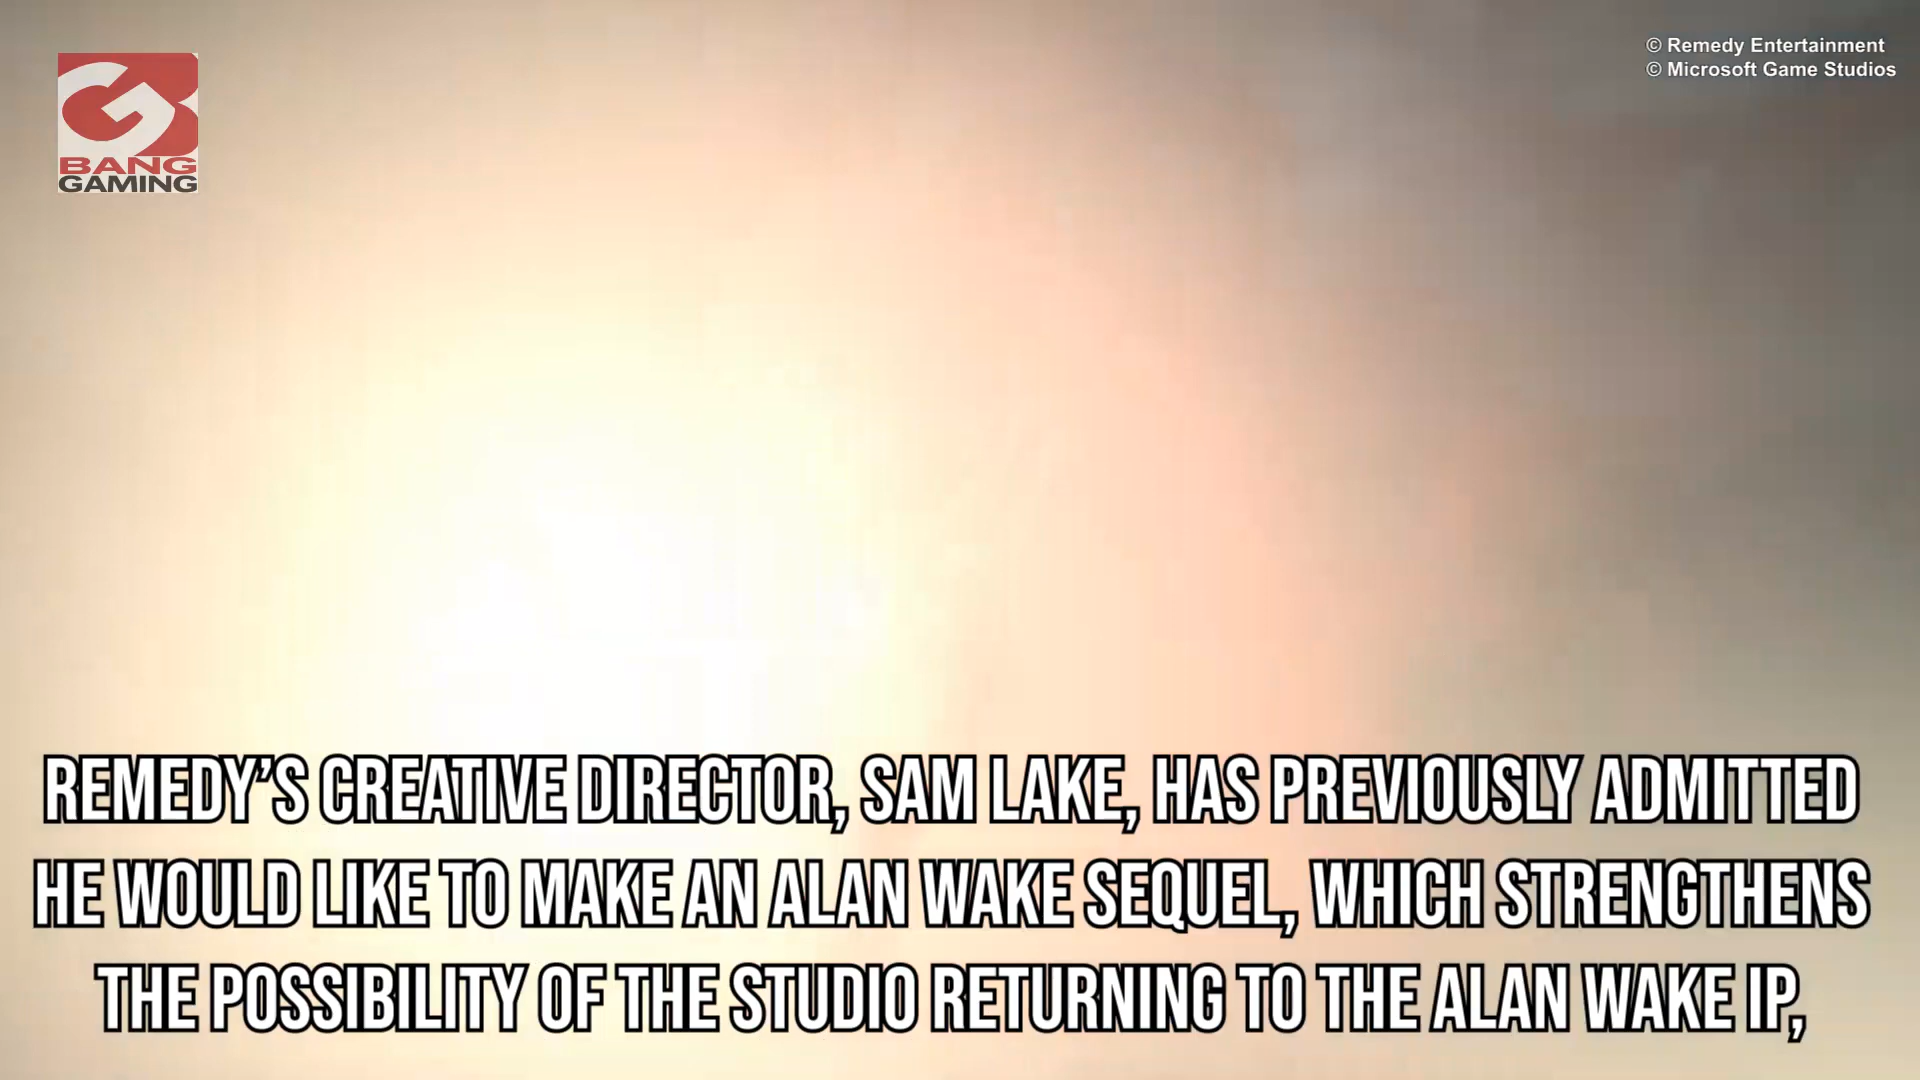 © Remedy Entertainment
© Microsoft Game Studios
BANG
GAMING
REMEDY’S CREATIVE DIRECTOR, SAM LAKE, HAS PREVIOUSLY ADMITTED
HE WOULD LIKE TO MAKE AN ALAN WAKE SEQUEL, WHICH STRENGTHENS
THE POSSIBILITY OF THE STUDIO RETURNING TO THE ALAN WAKE IP,